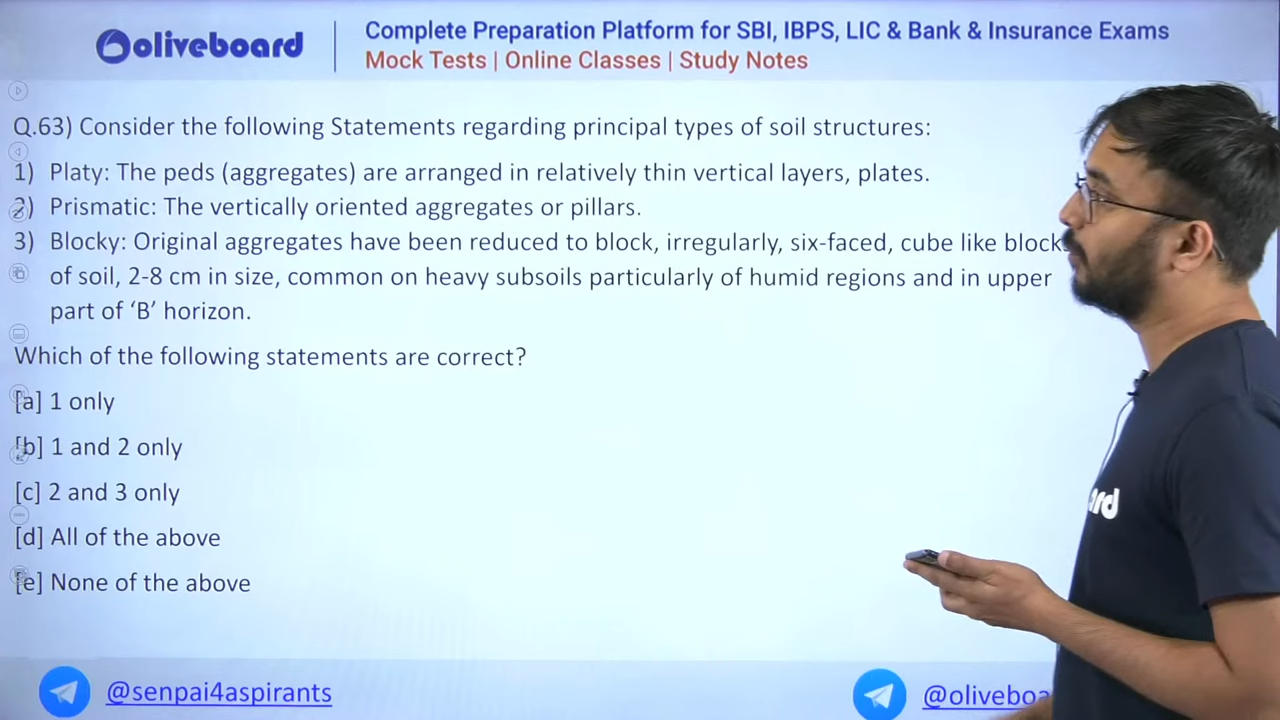 oliveboard
Complete Preparation Platform for SBI, IBPS, LIC & Bank & Insurance Exams
Mock Tests | Online Classes | Study Notes
Q.63) Consider the following Statements regarding principal types of soil structures:
1) Platy: The peds (aggregates) are arranged in relatively thin vertical layers, plates.
2) Prismatic: The vertically oriented aggregates or pillars.
3) Blocky: Original aggregates have been reduced to block, irregularly, six-faced, cube like block
of soil, 2-8 cm in size, common on heavy subsoils particularly of humid regions and in upper
part of ‘B’ horizon.
Which of the following statements are correct?
[a] 1 only
[b] 1 and 2 only
[c] 2 and 3 only
[d] All of the above
[e] None of the above
ard
@senpai4aspirants
@oliveboa